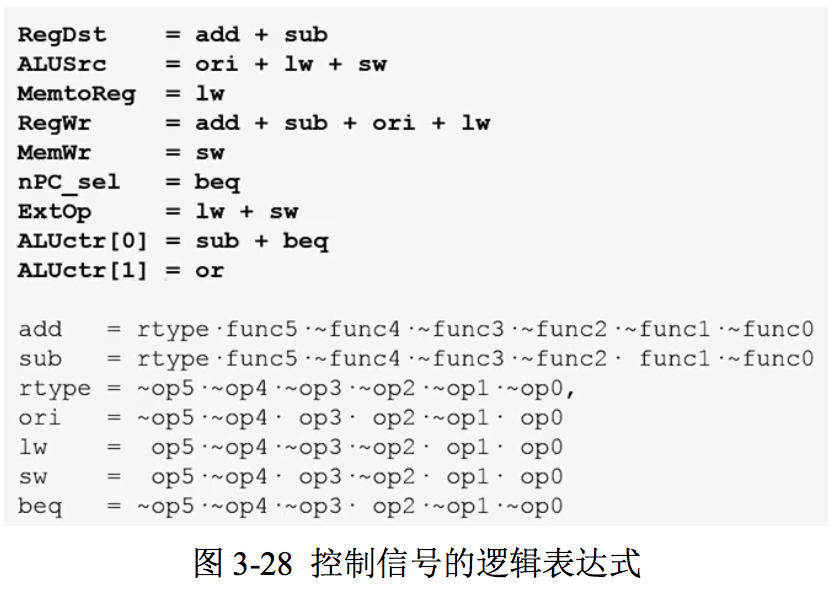 RegDst = add + sub
ALUSrc = ori + lw + sw
MemtoReg = lw
RegWr = add + sub + ori + lw
MemWr = sw
nPC_sel = beq
ExtOp = lw + sw
ALUctr[0] = sub + beq
ALUctr[1] = or
add = rtype·func5·~func4·~func3·~func2·~func1·~func0
sub = rtype·func5·~func4·~func3·~func2· func1·~func0
rtype = ~op5·~op4·~op3·~op2·~op1·~op0,
ori = ~op5·~op4· op3· op2·~op1· op0
lw = op5·~op4·~op3·~op2· op1· op0
sw = op5·~op4· op3·~op2· op1· op0
beq = ~op5·~op4·~op3· op2·~op1·~op0
图 3-28 控制信号的逻辑表达式